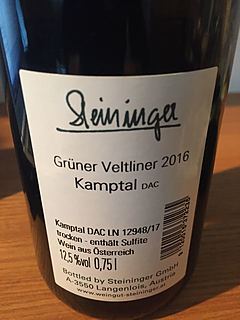 Steininger
Grüner Veltliner 2016
Kamptal DAC
Kamptal DAC LN 12948/17
trocken - enthält Sulfite
Wein aus Österreich
12,5 %vol 0,75 l
Bottled by Steininger GmbH
A-3550 Langenlois, Austria
www.weingut-steininger.at